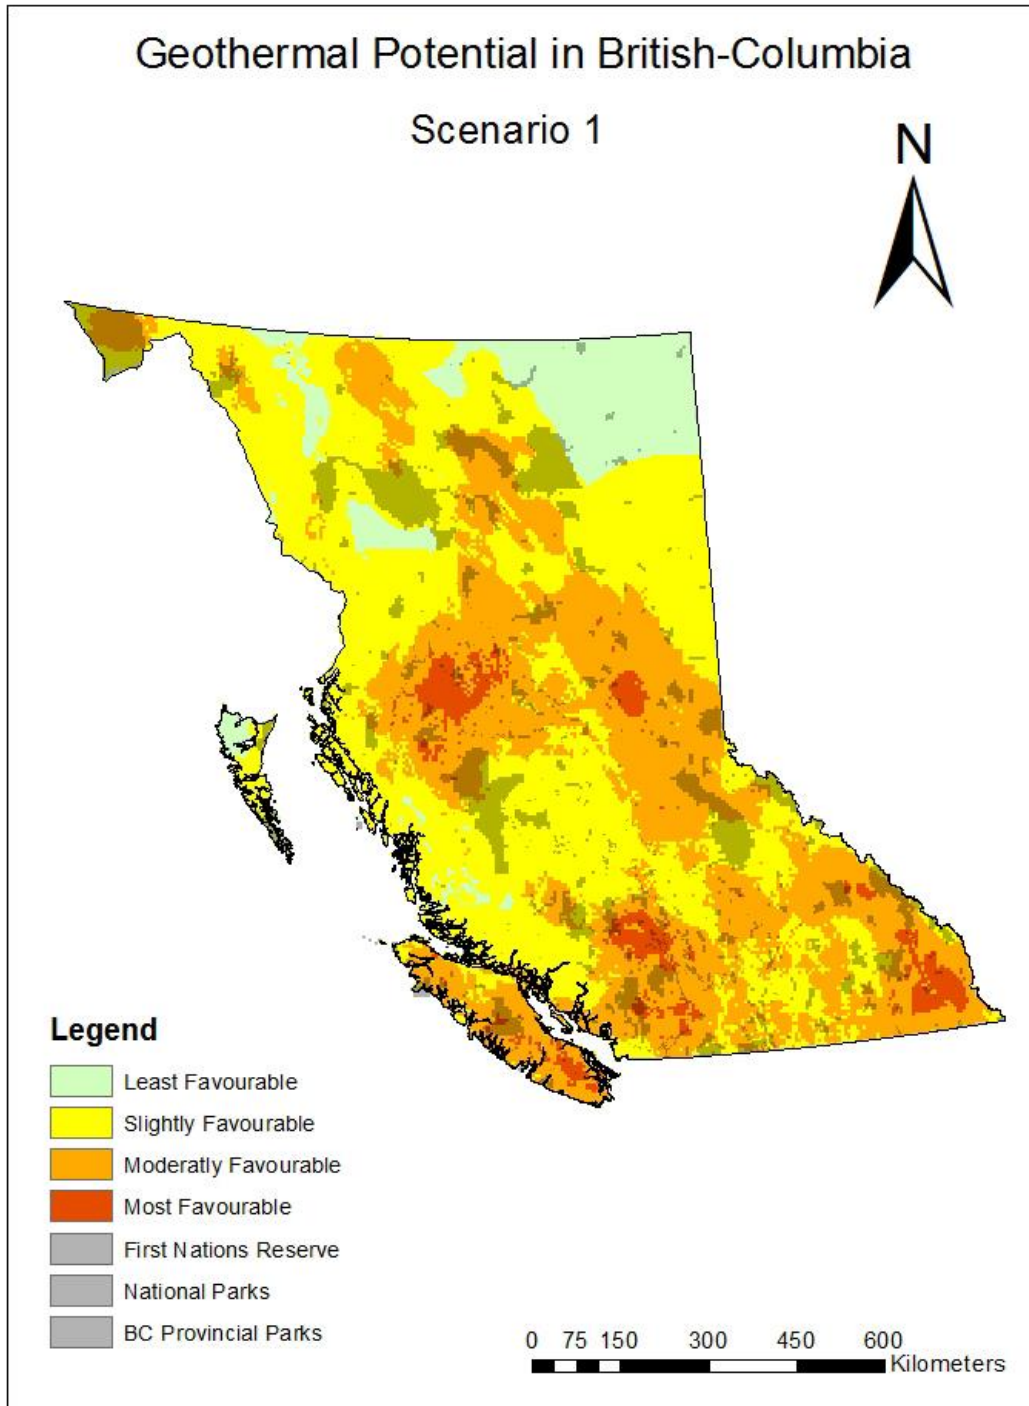 Geothermal Potential in British-Columbia
Scenario 1
N
Legend
Least Favourable
Slightly Favourable
Moderatly Favourable
Most Favourable
First Nations Reserve
National Parks
BC Provincial Parks
0 75 150 300 450 600
Kilometers